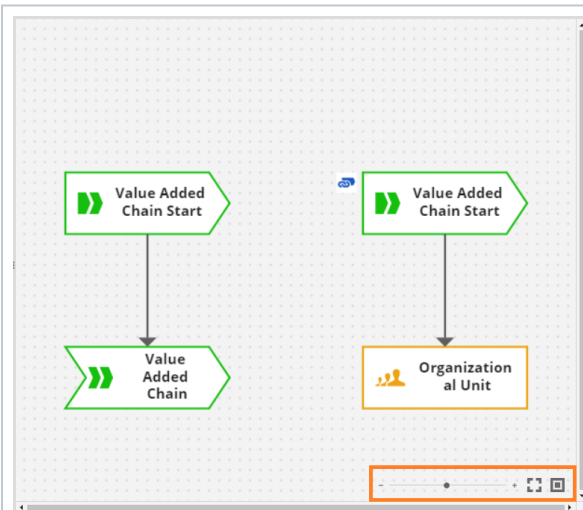 Value Added
Chain Start
Value Added
Chain Start
Value
Added
Chain
Organization
al Unit
- +